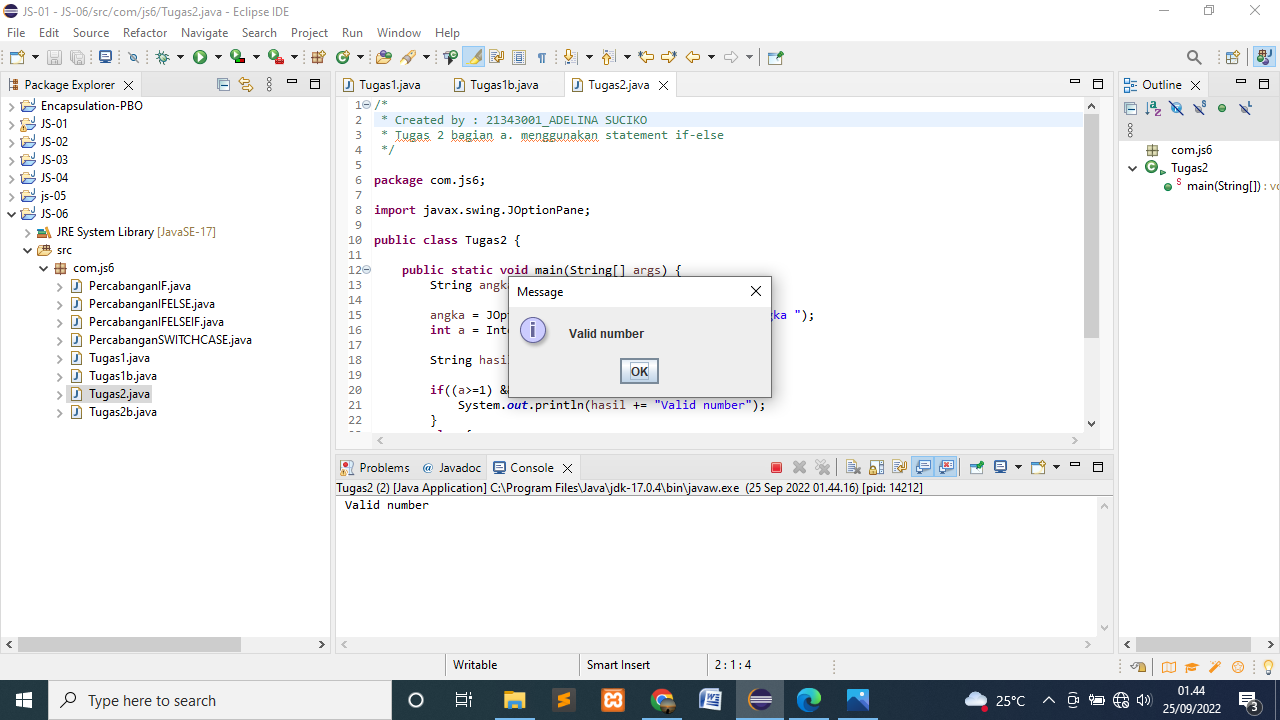 JS-01 - JS-06/src/com/js6/Tugas2.java - Eclipse IDE
File Edit Source Refactor Navigate Search Project Run Window Help
Package Explorer
Encapsulation-PBO
JS-01
JS-02
JS-03
JS-04
js-05
JS-06
JRE System Library [JavaSE-17]
src
com.js6
PercabanganIF.java
PercabanganIFELSE.java
PercabanganIFELSEIF.java
PercabanganSWITCHCASE.java
Tugas1.java
Tugas1b.java
Tugas2.java
Tugas2b.java
Tugas1.java Tugas1b.java Tugas2.java
1 /*
2 * Created by : 21343001_ADELINA SUCIKO
3 * Tugas 2 bagian a. menggunakan statement if-else
4 */
5
6 package com.js6;
7
8 import javax.swing.JOptionPane;
9
10 public class Tugas2 {
11
12 public static void main(String[] args) {
13 String angka
14
15 angka = JOpt gka ");
16 int a = Int
17
18 String hasil
19
20 if((a>=1) &
21 System.out.println(hasil += "Valid number");
22 }
Message
Valid number
OK
Outline
com.js6
Tugas2
main(String[]) : vo
Problems Javadoc Console
Tugas2 (2) [Java Application] C:\Program Files\Java\jdk-17.0.4\bin\javaw.exe (25 Sep 2022 01.44.16) [pid: 14212]
Valid number
Writable Smart Insert 2 : 1 : 4
Type here to search
25°C
01.44
25/09/2022
3